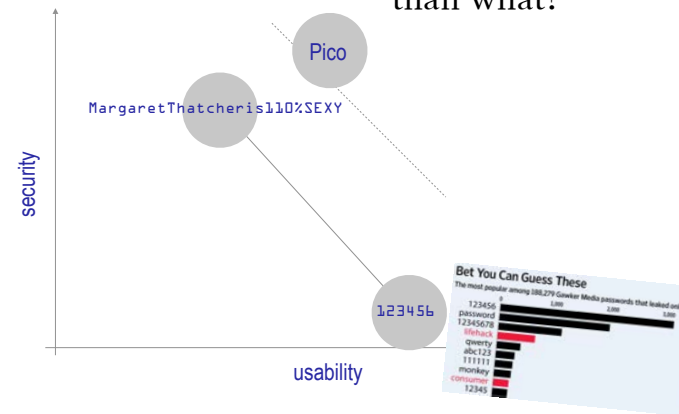 than what?
Pico
MargaretThatcheris110%SEXY
security
123456
usability
Bet You Can Guess These
The most popular among 188,279 Gawker Media passwords that leaked
0 1,000 2,000 3,000
123456
password
12345678
lifehack
qwerty
abc123
111111
monkey
consumer
12345